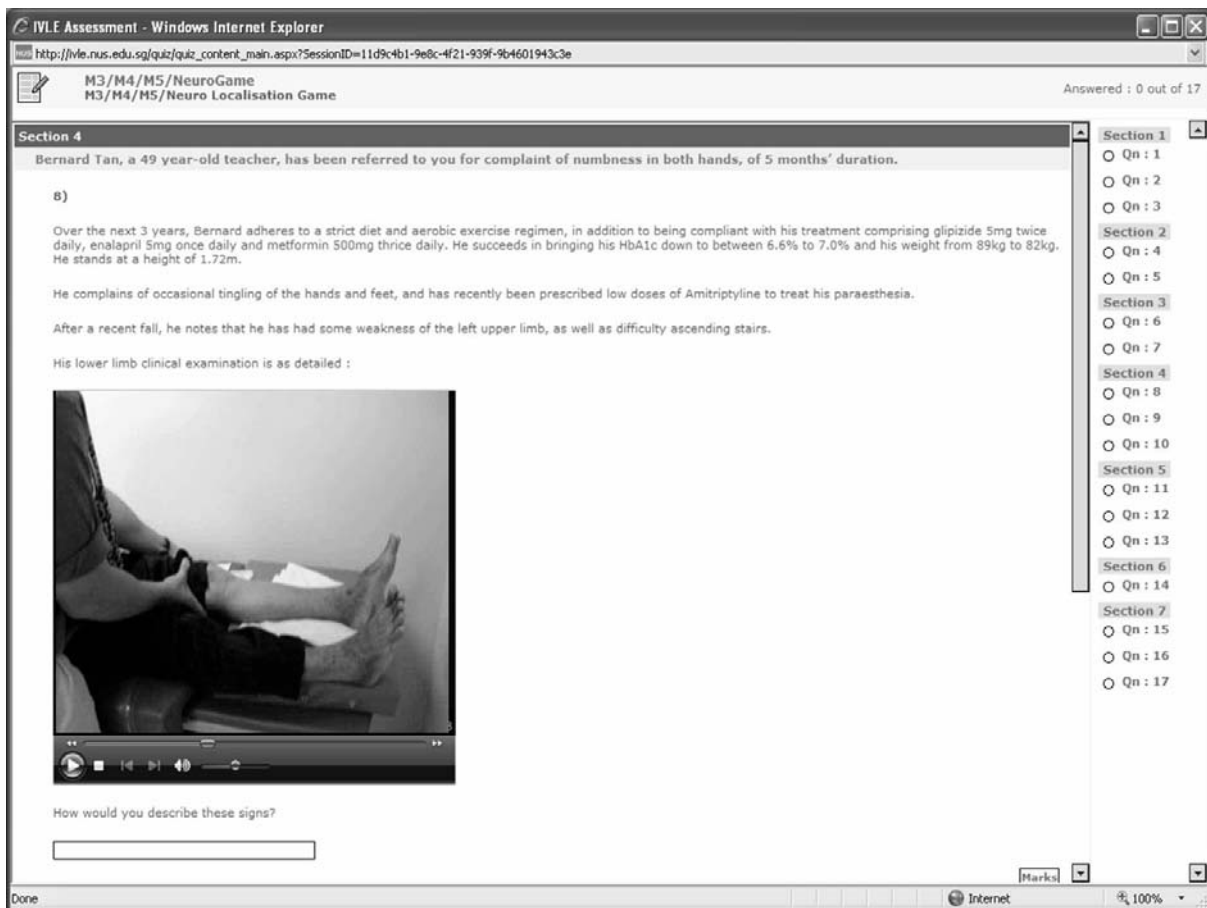 IVLE Assessment - Windows Internet Explorer
http://ivle.nus.edu.sg/quiz/quiz_content_main.aspx?SessionID=11d9c4b1-9e8c-4f21-939f-9b4601943c3e
M3/M4/M5/NeuroGame
M3/M4/M5/Neuro Localisation Game
Answered : 0 out of 17
Section 4
Bernard Tan, a 49 year-old teacher, has been referred to you for complaint of numbness in both hands, of 5 months' duration.
8)
Over the next 3 years, Bernard adheres to a strict diet and aerobic exercise regimen, in addition to being compliant with his treatment comprising glipizide 5mg twice
daily, enalapril 5mg once daily and metformin 500mg thrice daily. He succeeds in bringing his HbA1c down to between 6.6% to 7.0% and his weight from 89kg to 82kg.
He stands at a height of 1.72m.
He complains of occasional tingling of the hands and feet, and has recently been prescribed low doses of Amitriptyline to treat his paraesthesia.
After a recent fall, he notes that he has had some weakness of the left upper limb, as well as difficulty ascending stairs.
His lower limb clinical examination is as detailed :
How would you describe these signs?
Marks
Section 1
Qn : 1
Qn : 2
Qn : 3
Section 2
Qn : 4
Qn : 5
Section 3
Qn : 6
Qn : 7
Section 4
Qn : 8
Qn : 9
Qn : 10
Section 5
Qn : 11
Qn : 12
Qn : 13
Section 6
Qn : 14
Section 7
Qn : 15
Qn : 16
Qn : 17
Done
Internet
100%